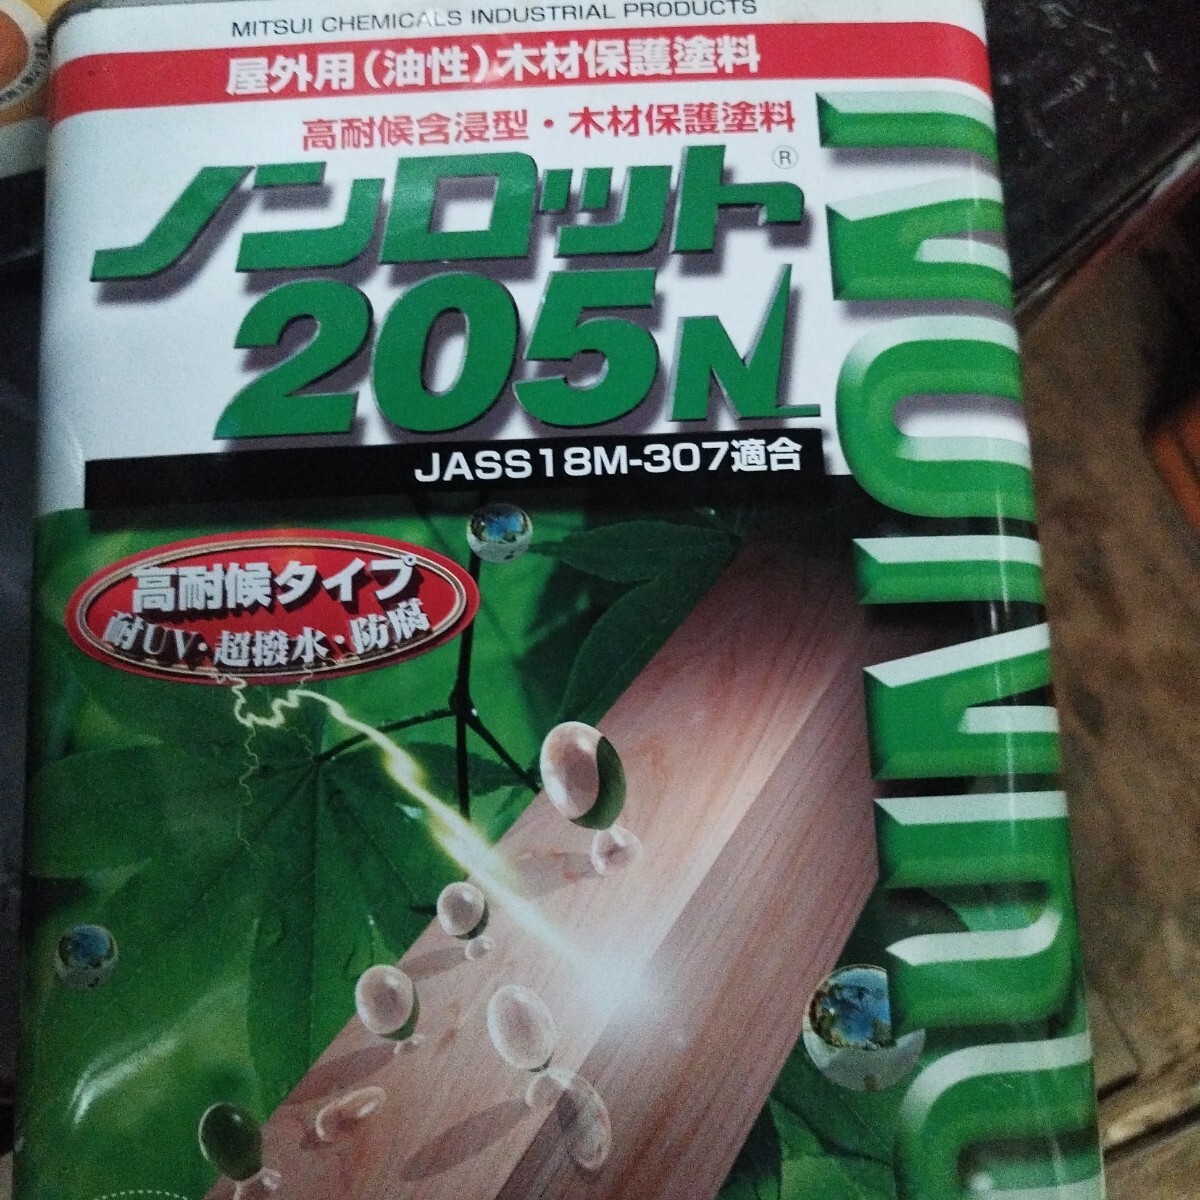 MITSUI CHEMICALS INDUSTRIAL PRODUCTS
屋外用(油性)木材保護塗料
高耐候含浸型・木材保護塗料
ノンロット®
205N
JASS18M-307適合
高耐候タイプ
耐UV・超撥水・防腐